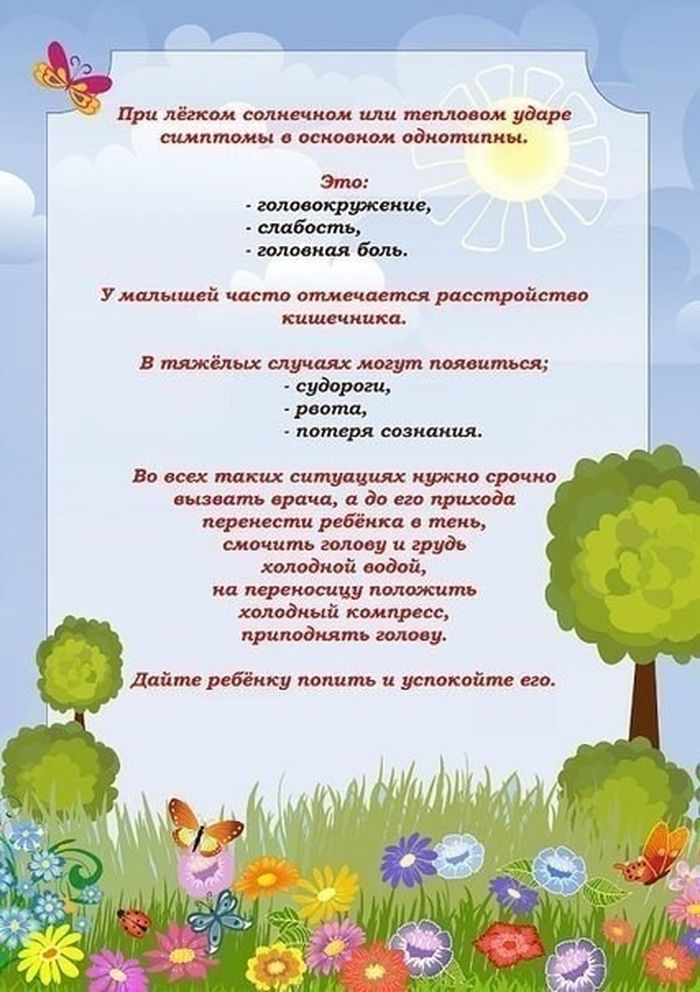 При лёгком солнечном или тепловом ударе
симптомы в основном однотипны.
Это:
- головокружение,
- слабость,
- головная боль.
У малышей часто отмечается расстройство
кишечника.
В тяжёлых случаях могут появиться;
- судороги,
- рвота,
- потеря сознания.
Во всех таких ситуациях нужно срочно
вызвать врача, а до его прихода
перенести ребёнка в тень,
смочить голову и грудь
холодной водой,
на переносицу положить
холодный компресс,
приподнять голову.
Дайте ребёнку попить и успокойте его.